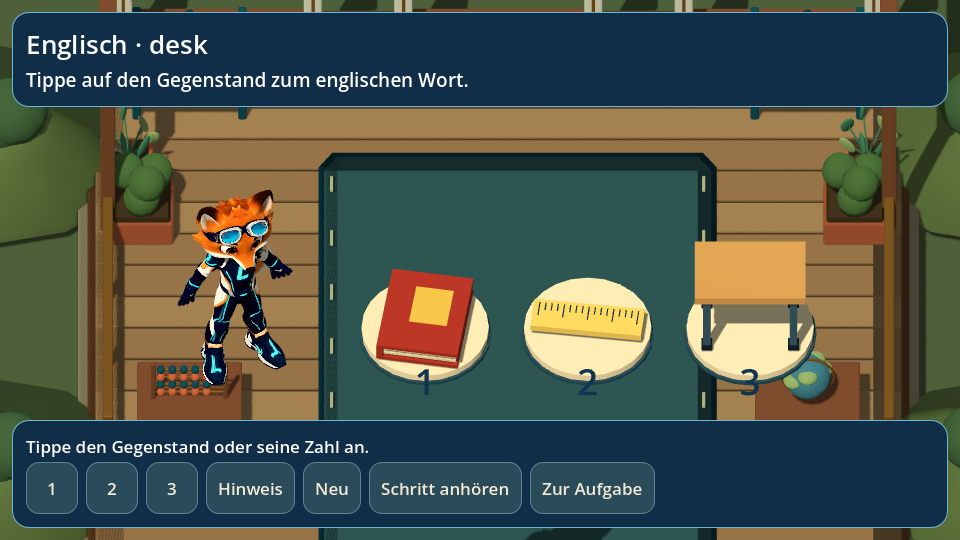 Englisch · desk
Tippe auf den Gegenstand zum englischen Wort.
1
2
3
Tippe den Gegenstand oder seine Zahl an.
1
2
3
Hinweis
Neu
Schritt anhören
Zur Aufgabe